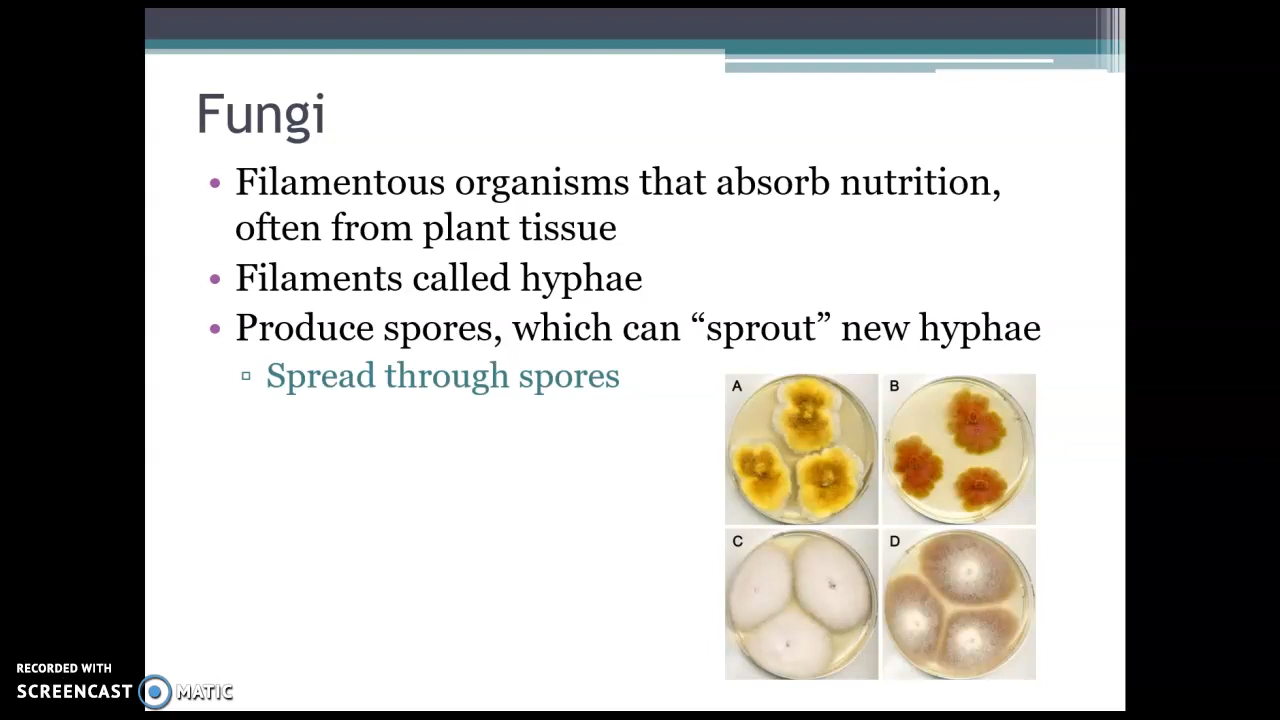 Fungi
• Filamentous organisms that absorb nutrition,
often from plant tissue
• Filaments called hyphae
• Produce spores, which can “sprout” new hyphae
▫ Spread through spores
A
B
C
D
RECORDED WITH
SCREENCAST MATIC